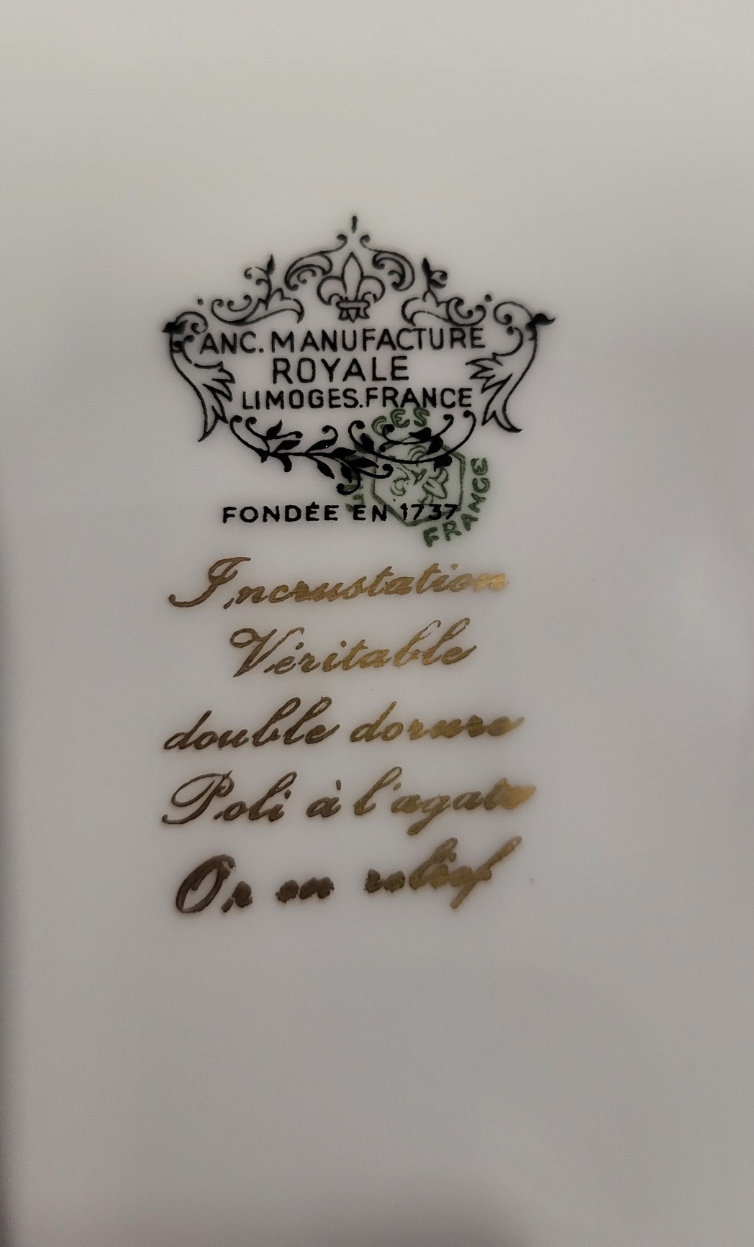 ANC. MANUFACTURE
ROYALE
LIMOGES.FRANCE
FONDÉE EN 1737
FRANCE
Incrustation
Véritable
double dorure
Poli à l'agate
Or en relief